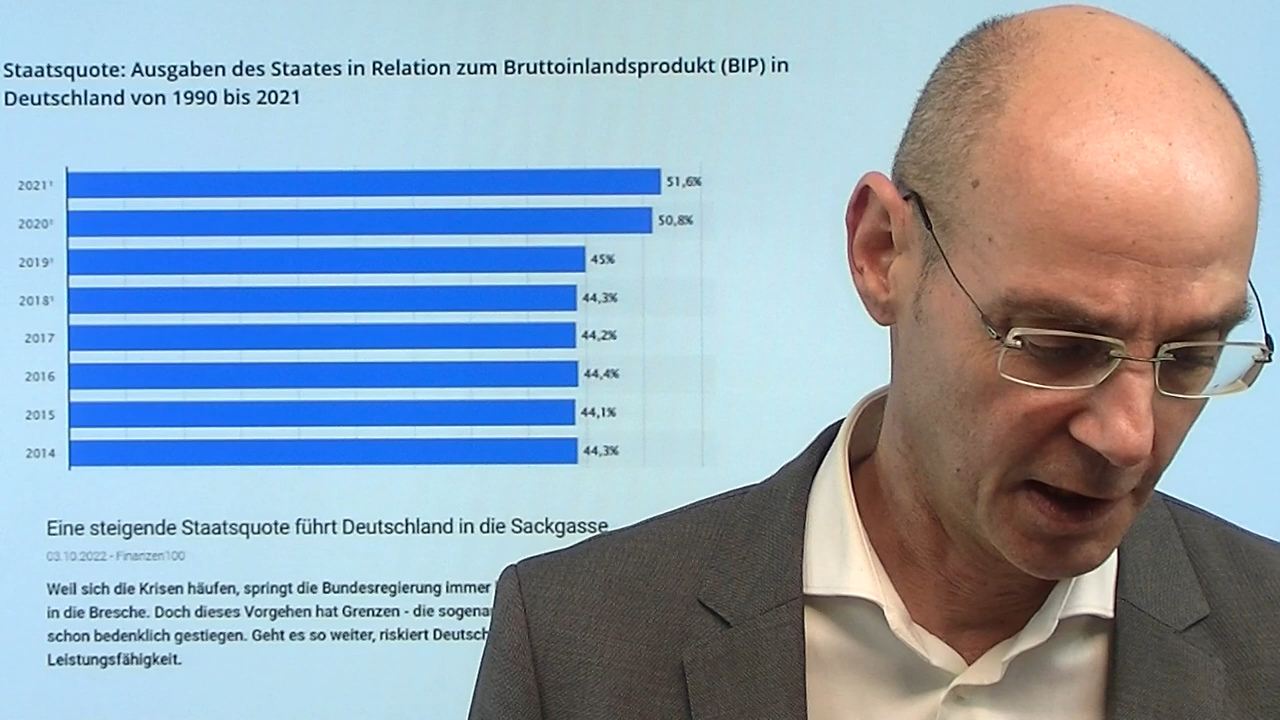 Staatsquote: Ausgaben des Staates in Relation zum Bruttoinlandsprodukt (BIP) in
Deutschland von 1990 bis 2021
2021¹ 51,6%
2020¹ 50,8%
2019¹ 45%
2018¹ 44,3%
2017 44,2%
2016 44,4%
2015 44,1%
2014 44,3%
Eine steigende Staatsquote führt Deutschland in die Sackgasse
03.10.2022 - Finanzen100
Weil sich die Krisen häufen, springt die Bundesregierung immer
in die Bresche. Doch dieses Vorgehen hat Grenzen - die sogena
schon bedenklich gestiegen. Geht es so weiter, riskiert Deutsch
Leistungsfähigkeit.